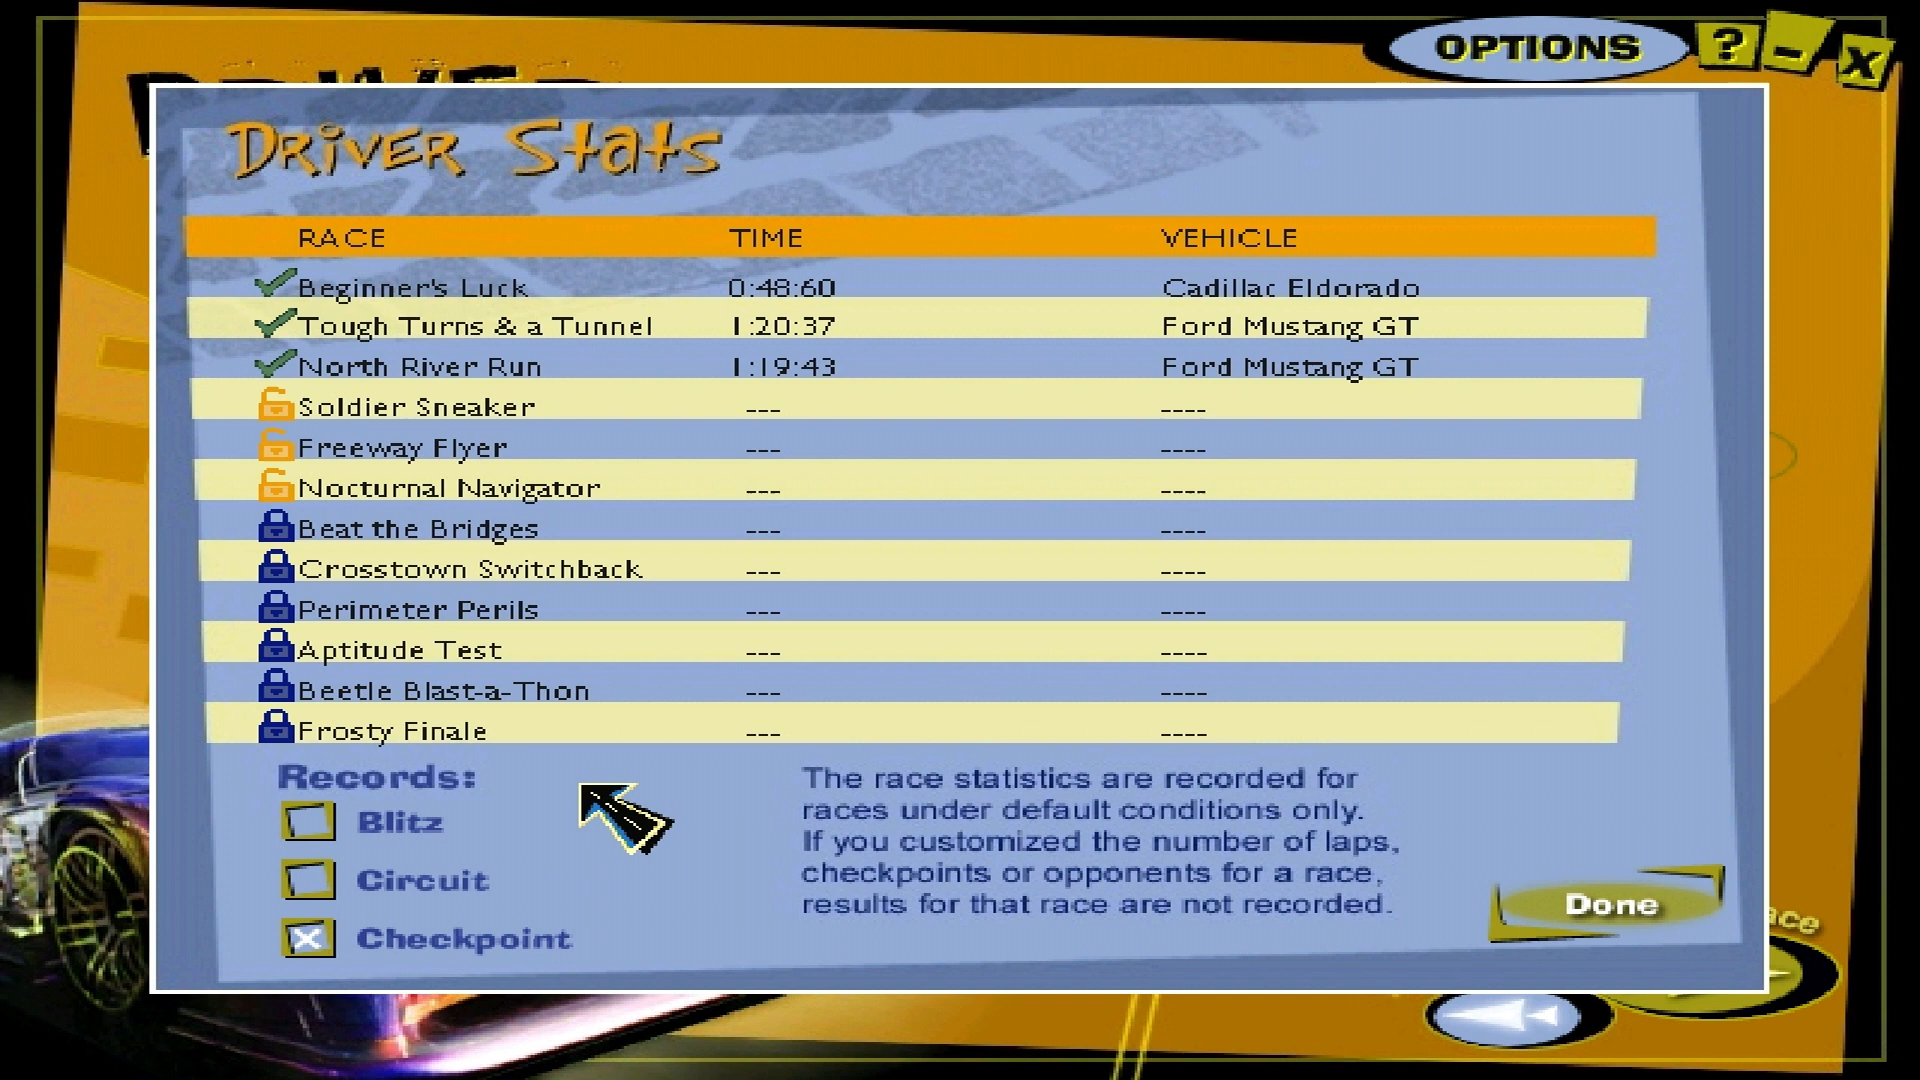 OPTIONS ? - x
Driver Stats
RACE TIME VEHICLE
Beginner's Luck 0:48:60 Cadillac Eldorado
Tough Turns & a Tunnel 1:20:37 Ford Mustang GT
North River Run 1:19:43 Ford Mustang GT
Soldier Sneaker --- ----
Freeway Flyer --- ----
Nocturnal Navigator --- ----
Beat the Bridges --- ----
Crosstown Switchback --- ----
Perimeter Perils --- ----
Aptitude Test --- ----
Beetle Blast-a-Thon --- ----
Frosty Finale --- ----
Records:
Blitz
Circuit
Checkpoint
The race statistics are recorded for
races under default conditions only.
If you customized the number of laps,
checkpoints or opponents for a race,
results for that race are not recorded.
Done